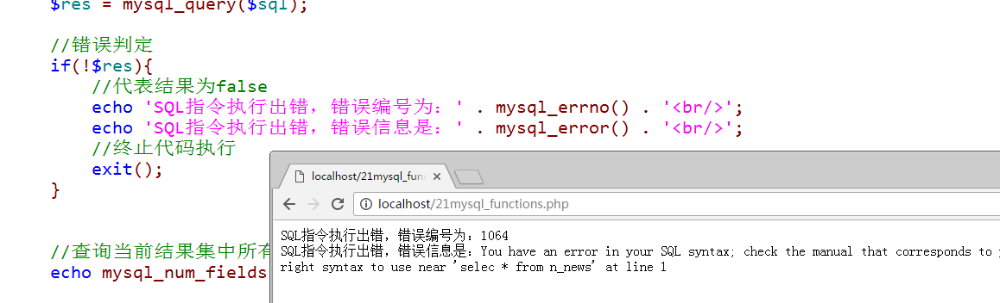 $res = mysql_query($sql);
//错误判定
if(!$res){
//代表结果为false
echo 'SQL指令执行出错，错误编号为：' . mysql_errno() . '<br/>';
echo 'SQL指令执行出错，错误信息是：' . mysql_error() . '<br/>';
//终止代码执行
exit();
}
//查询当前结果集中所有
echo mysql_num_fields
localhost/21mysql_func
localhost/21mysql_functions.php
SQL指令执行出错，错误编号为：1064
SQL指令执行出错，错误信息是：You have an error in your SQL syntax; check the manual that corresponds to
right syntax to use near 'selec * from n_news' at line 1